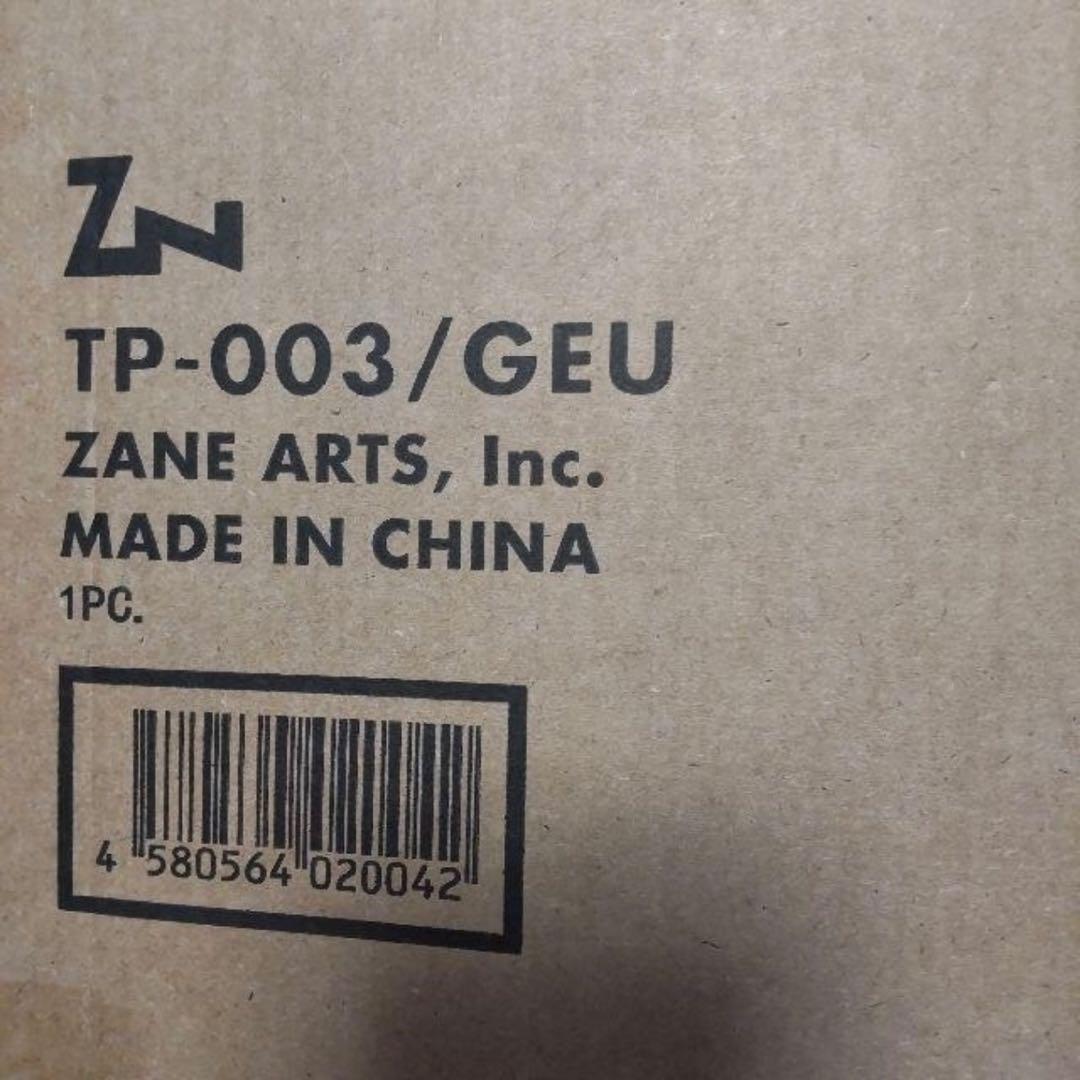 ZN
TP-003/GEU
ZANE ARTS, Inc.
MADE IN CHINA
1PC.
4 580564 020042